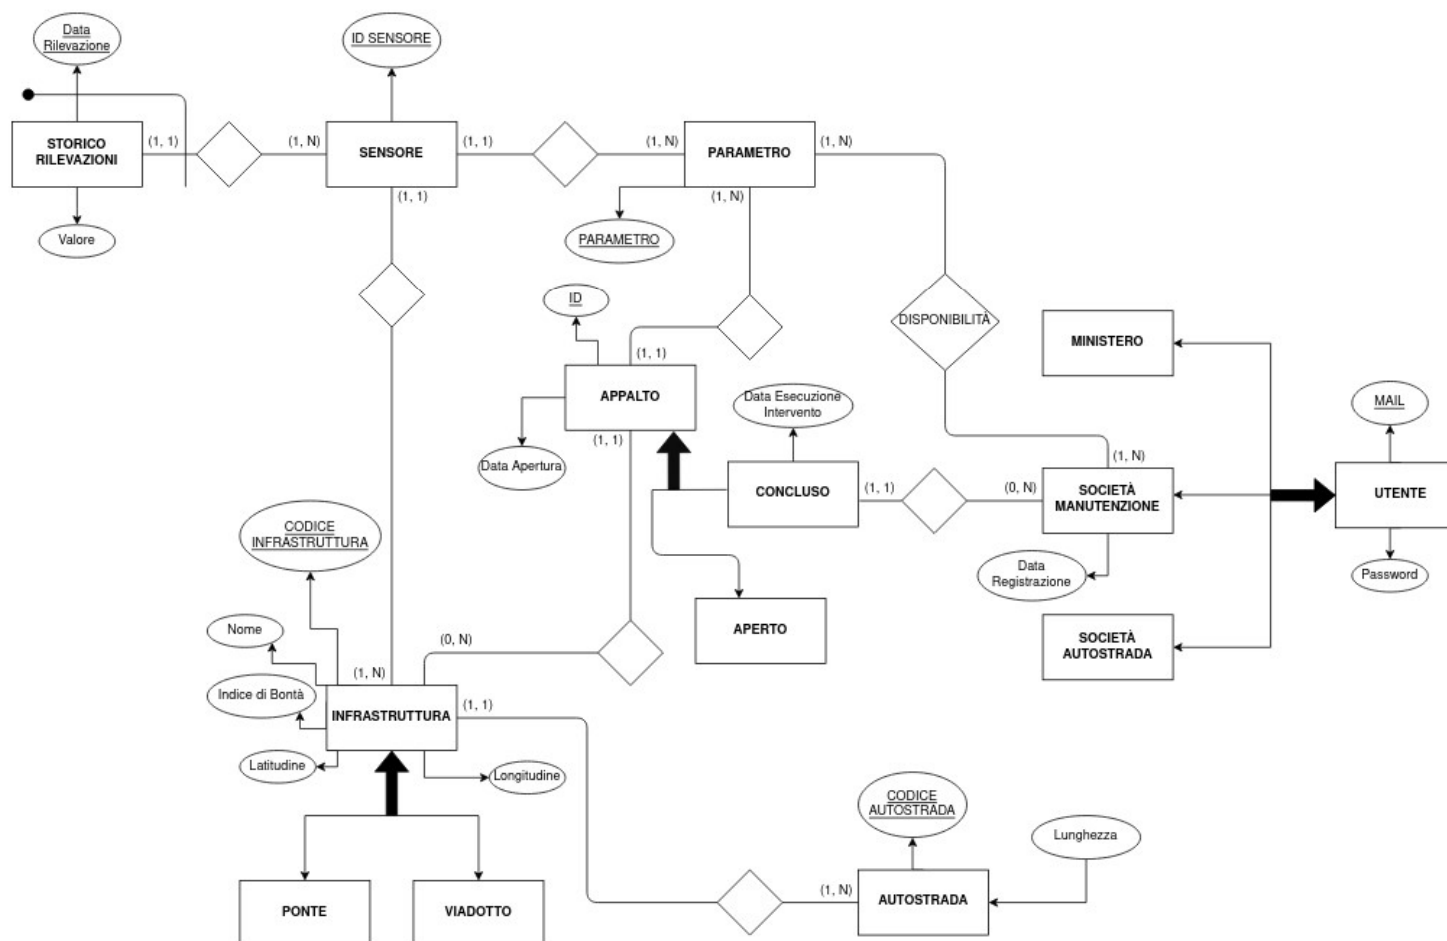 Data
Rilevazione
ID SENSORE
STORICO
RILEVAZIONI
(1, 1)
(1, N)
SENSORE
(1, 1)
(1, N)
PARAMETRO
(1, N)
(1, 1)
(1, N)
Valore
PARAMETRO
ID
DISPONIBILITÀ
MINISTERO
(1, 1)
APPALTO
Data Esecuzione
Intervento
MAIL
(1, 1)
Data Apertura
(1, N)
CONCLUSO
(1, 1)
(0, N)
SOCIETÀ
MANUTENZIONE
UTENTE
CODICE
INFRASTRUTTURA
Data
Registrazione
Password
Nome
APERTO
SOCIETÀ
AUTOSTRADA
(0, N)
(1, N)
Indice di Bontà
INFRASTRUTTURA
(1, 1)
Latitudine
Longitudine
CODICE
AUTOSTRADA
Lunghezza
PONTE
VIADOTTO
(1, N)
AUTOSTRADA